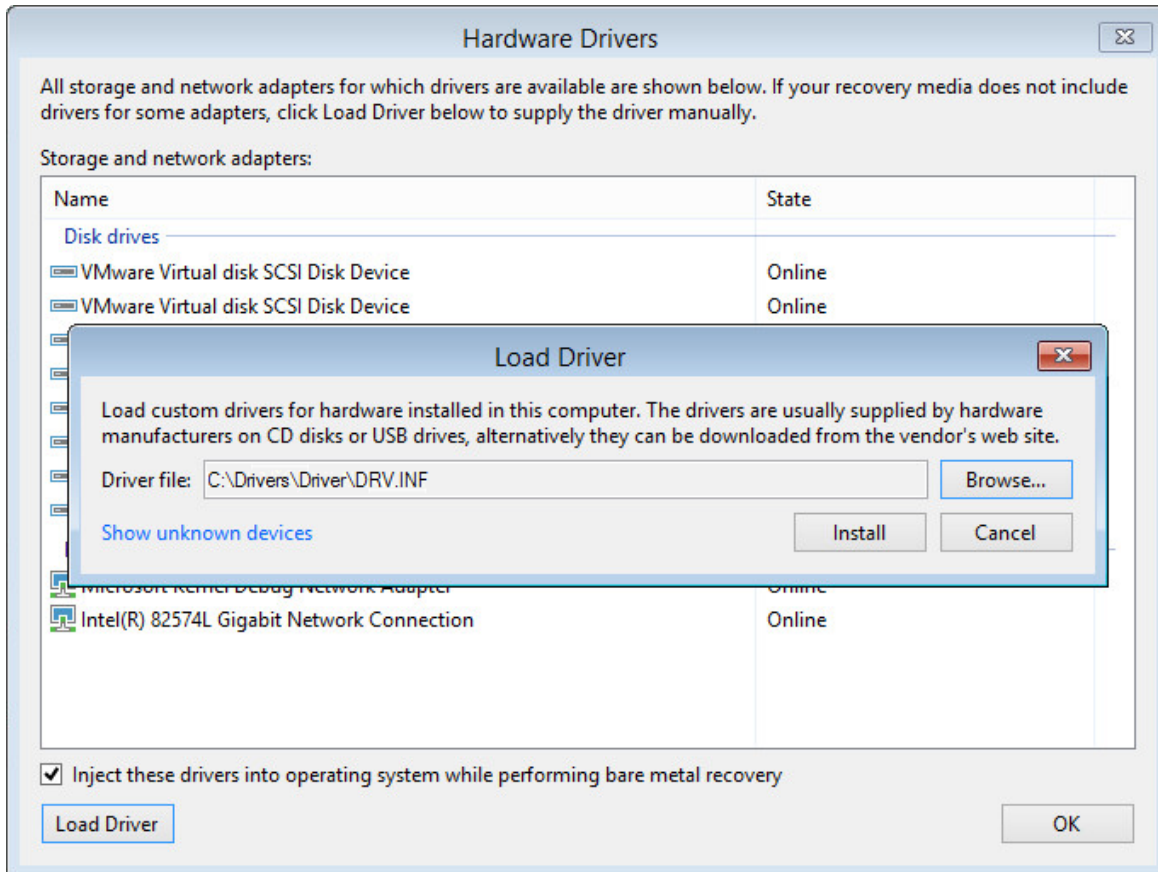 Hardware Drivers
All storage and network adapters for which drivers are available are shown below. If your recovery media does not include
drivers for some adapters, click Load Driver below to supply the driver manually.
Storage and network adapters:
Name State
Disk drives
VMware Virtual disk SCSI Disk Device Online
VMware Virtual disk SCSI Disk Device Online
Load Driver
Load custom drivers for hardware installed in this computer. The drivers are usually supplied by hardware
manufacturers on CD disks or USB drives, alternatively they can be downloaded from the vendor's web site.
Driver file: C:\Drivers\Driver\DRV.INF Browse...
Show unknown devices Install Cancel
Microsoft Kernel Debug Network Adapter Online
Intel(R) 82574L Gigabit Network Connection Online
Inject these drivers into operating system while performing bare metal recovery
Load Driver OK